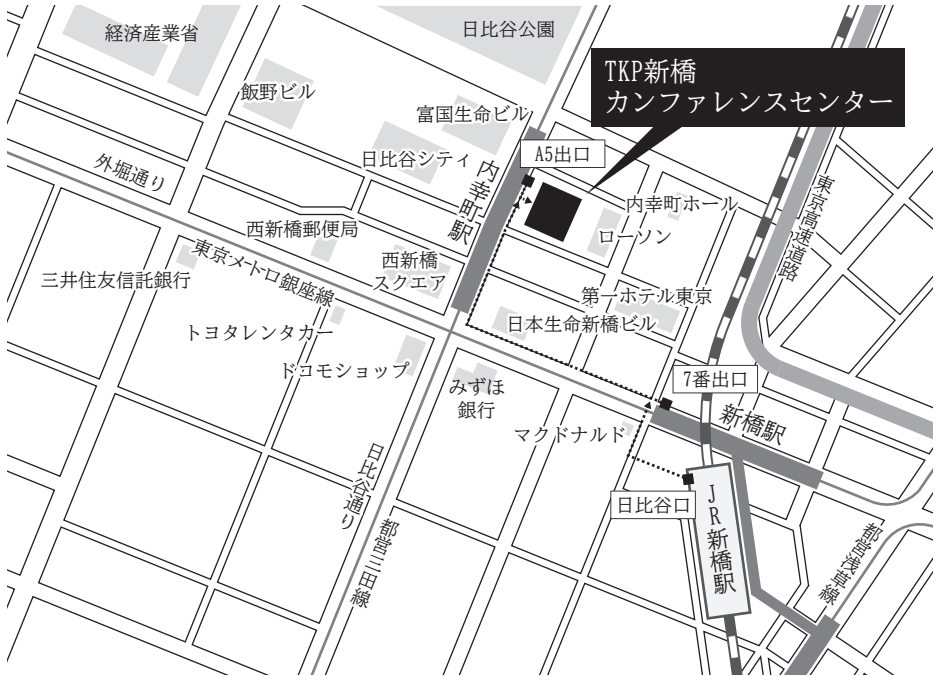 経済産業省
日比谷公園
TKP新橋
カンファレンスセンター
飯野ビル
富国生命ビル
A5出口
日比谷シティ
内幸町駅
外堀通り
東京高速道路
内幸町ホール
西新橋郵便局
ローソン
東京メトロ銀座線
西新橋
スクエア
三井住友信託銀行
第一ホテル東京
日本生命新橋ビル
トヨタレンタカー
ドコモショップ
7番出口
みずほ
銀行
新橋駅
マクドナルド
日比谷通り
日比谷口
JR新橋駅
都営三田線
都営浅草線